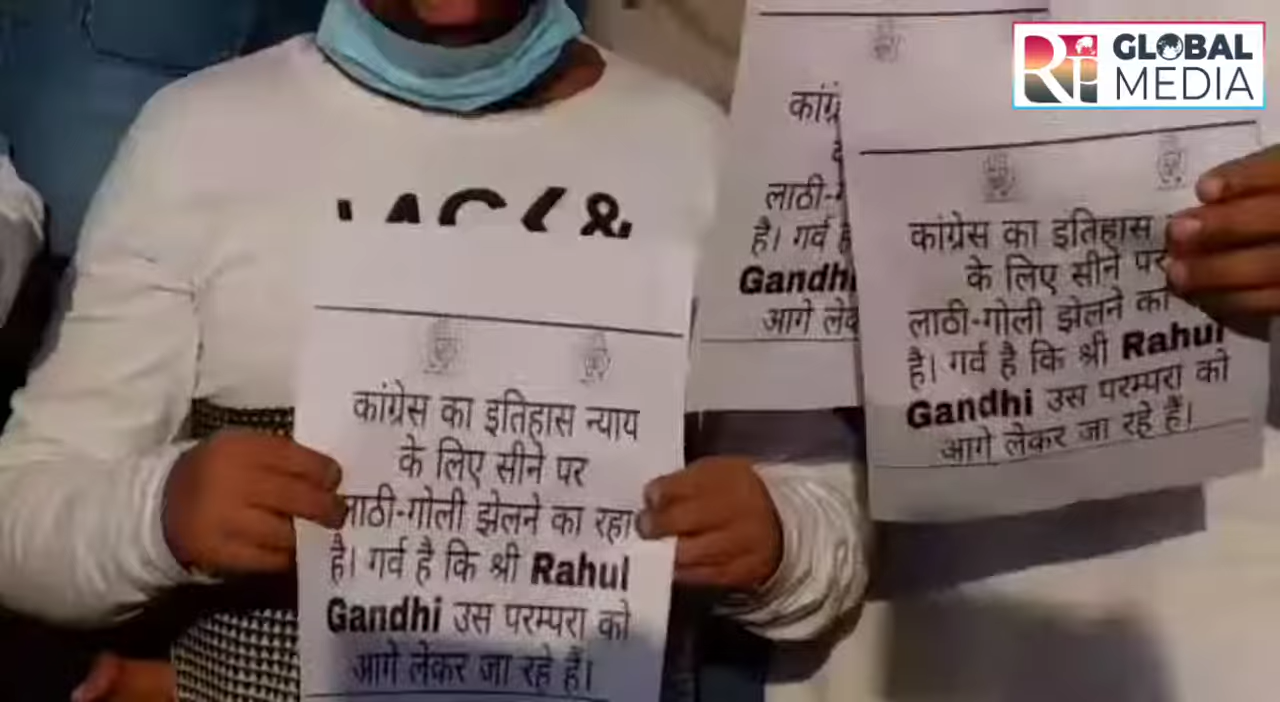 RP GLOBAL
MEDIA
&
कांग्रेस का इतिहास न्याय
के लिए सीने पर
लाठी-गोली झेलने का रहा
है। गर्व है कि श्री Rahul
Gandhi उस परम्परा को
आगे लेकर जा रहे हैं।
लाठी-
है। गर्व
Gandhi
आगे
कांग्रेस का इतिहास
के लिए सीने पर
लाठी-गोली झेलने का
है। गर्व है कि श्री Rahul
Gandhi उस परम्परा को
आगे लेकर जा रहे हैं।